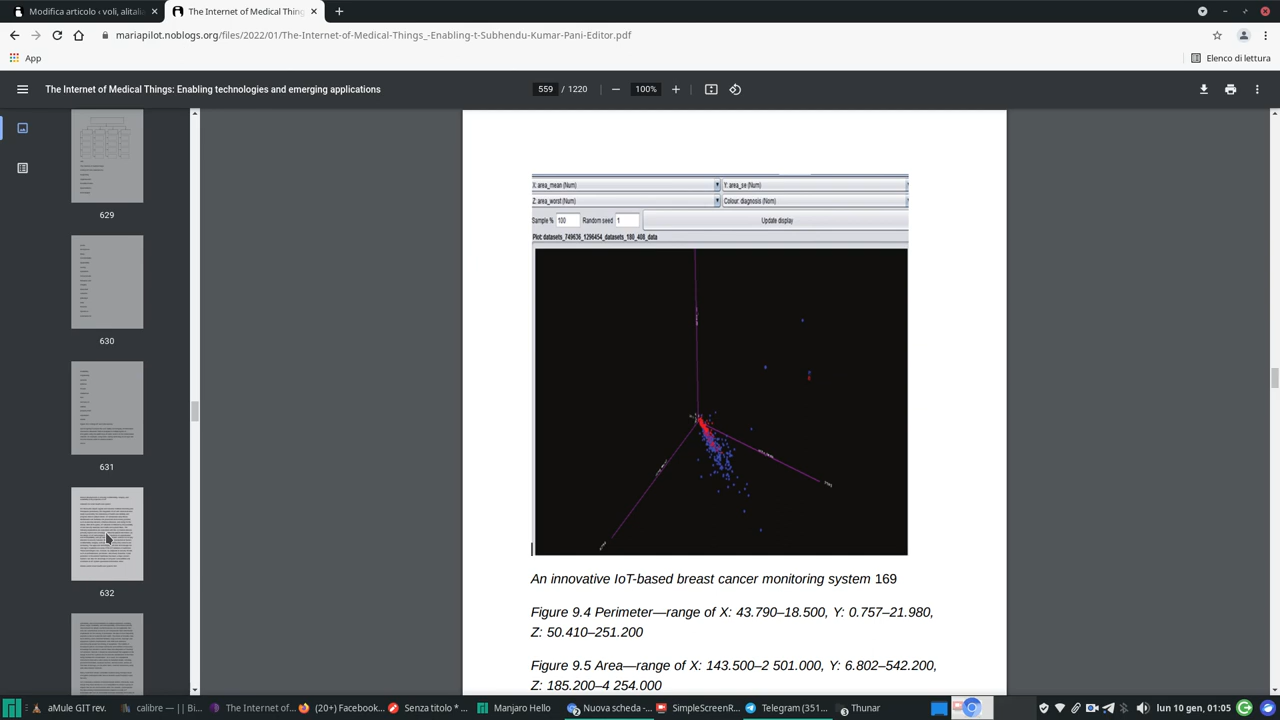 Modifica articolo ‹ voli, alitalia
The Internet of Medical Thing
mariapilot.noblogs.org/files/2022/01/The-Internet-of-Medical-Things_-Enabling-t-Subhendu-Kumar-Pani-Editor.pdf
App
Elenco di lettura
The Internet of Medical Things: Enabling technologies and emerging applications
559 / 1220
100%
629
630
631
632
X: area_mean (Num)
Y: area_se (Num)
Z: area_worst (Num)
Colour: diagnosis (Nom)
Sample % 100 Random seed 1
Update display
Plot: datasets_749636_1296454_datasets_180_408_data
An innovative IoT-based breast cancer monitoring system 169
Figure 9.4 Perimeter—range of X: 43.790–18.500, Y: 0.757–21.980,
Z: 50.410–251.200
Figure 9.5 Area—range of X: 143.500–2 501.000, Y: 6.802–542.200,
Z: 185.200–4 254.000
aMule GIT rev.
calibre — || Bi...
The Internet of...
(20+) Facebook...
Senza titolo * ...
Manjaro Hello
Nuova scheda -...
SimpleScreenR...
Telegram (351...
3 Thunar
lun 10 gen, 01:05